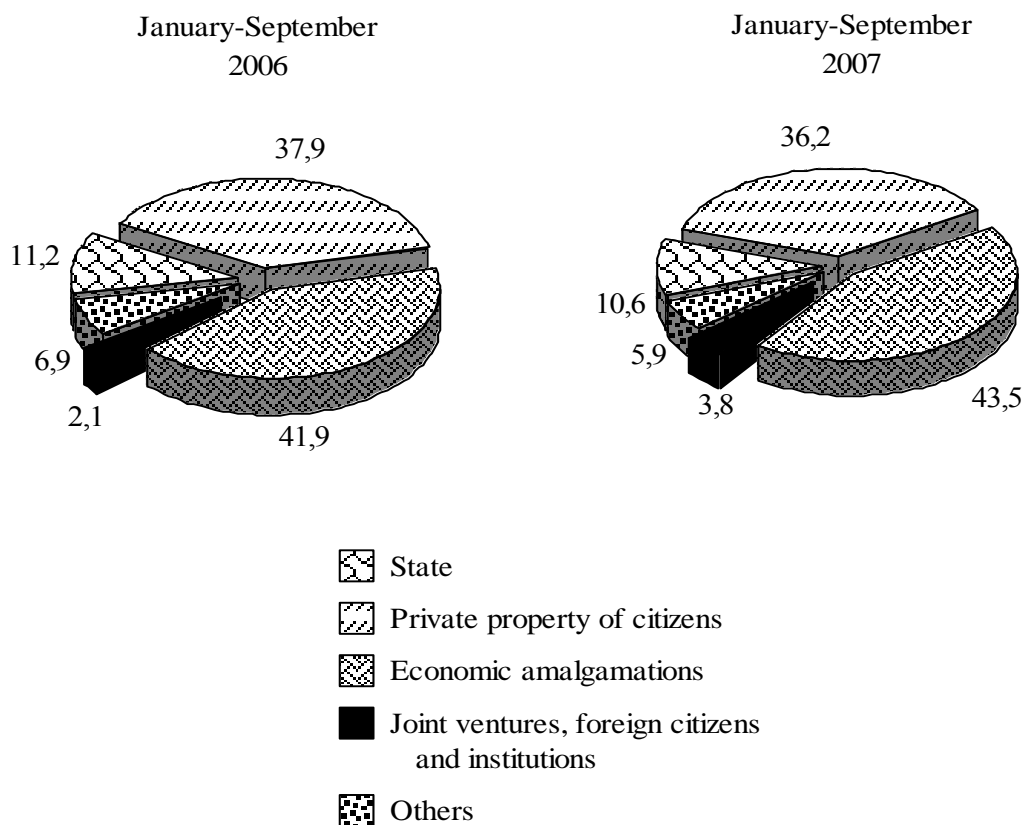 January-September
2006
January-September
2007
37,9
36,2
11,2
10,6
6,9
5,9
2,1
3,8
41,9
43,5
State
Private property of citizens
Economic amalgamations
Joint ventures, foreign citizens
and institutions
Others